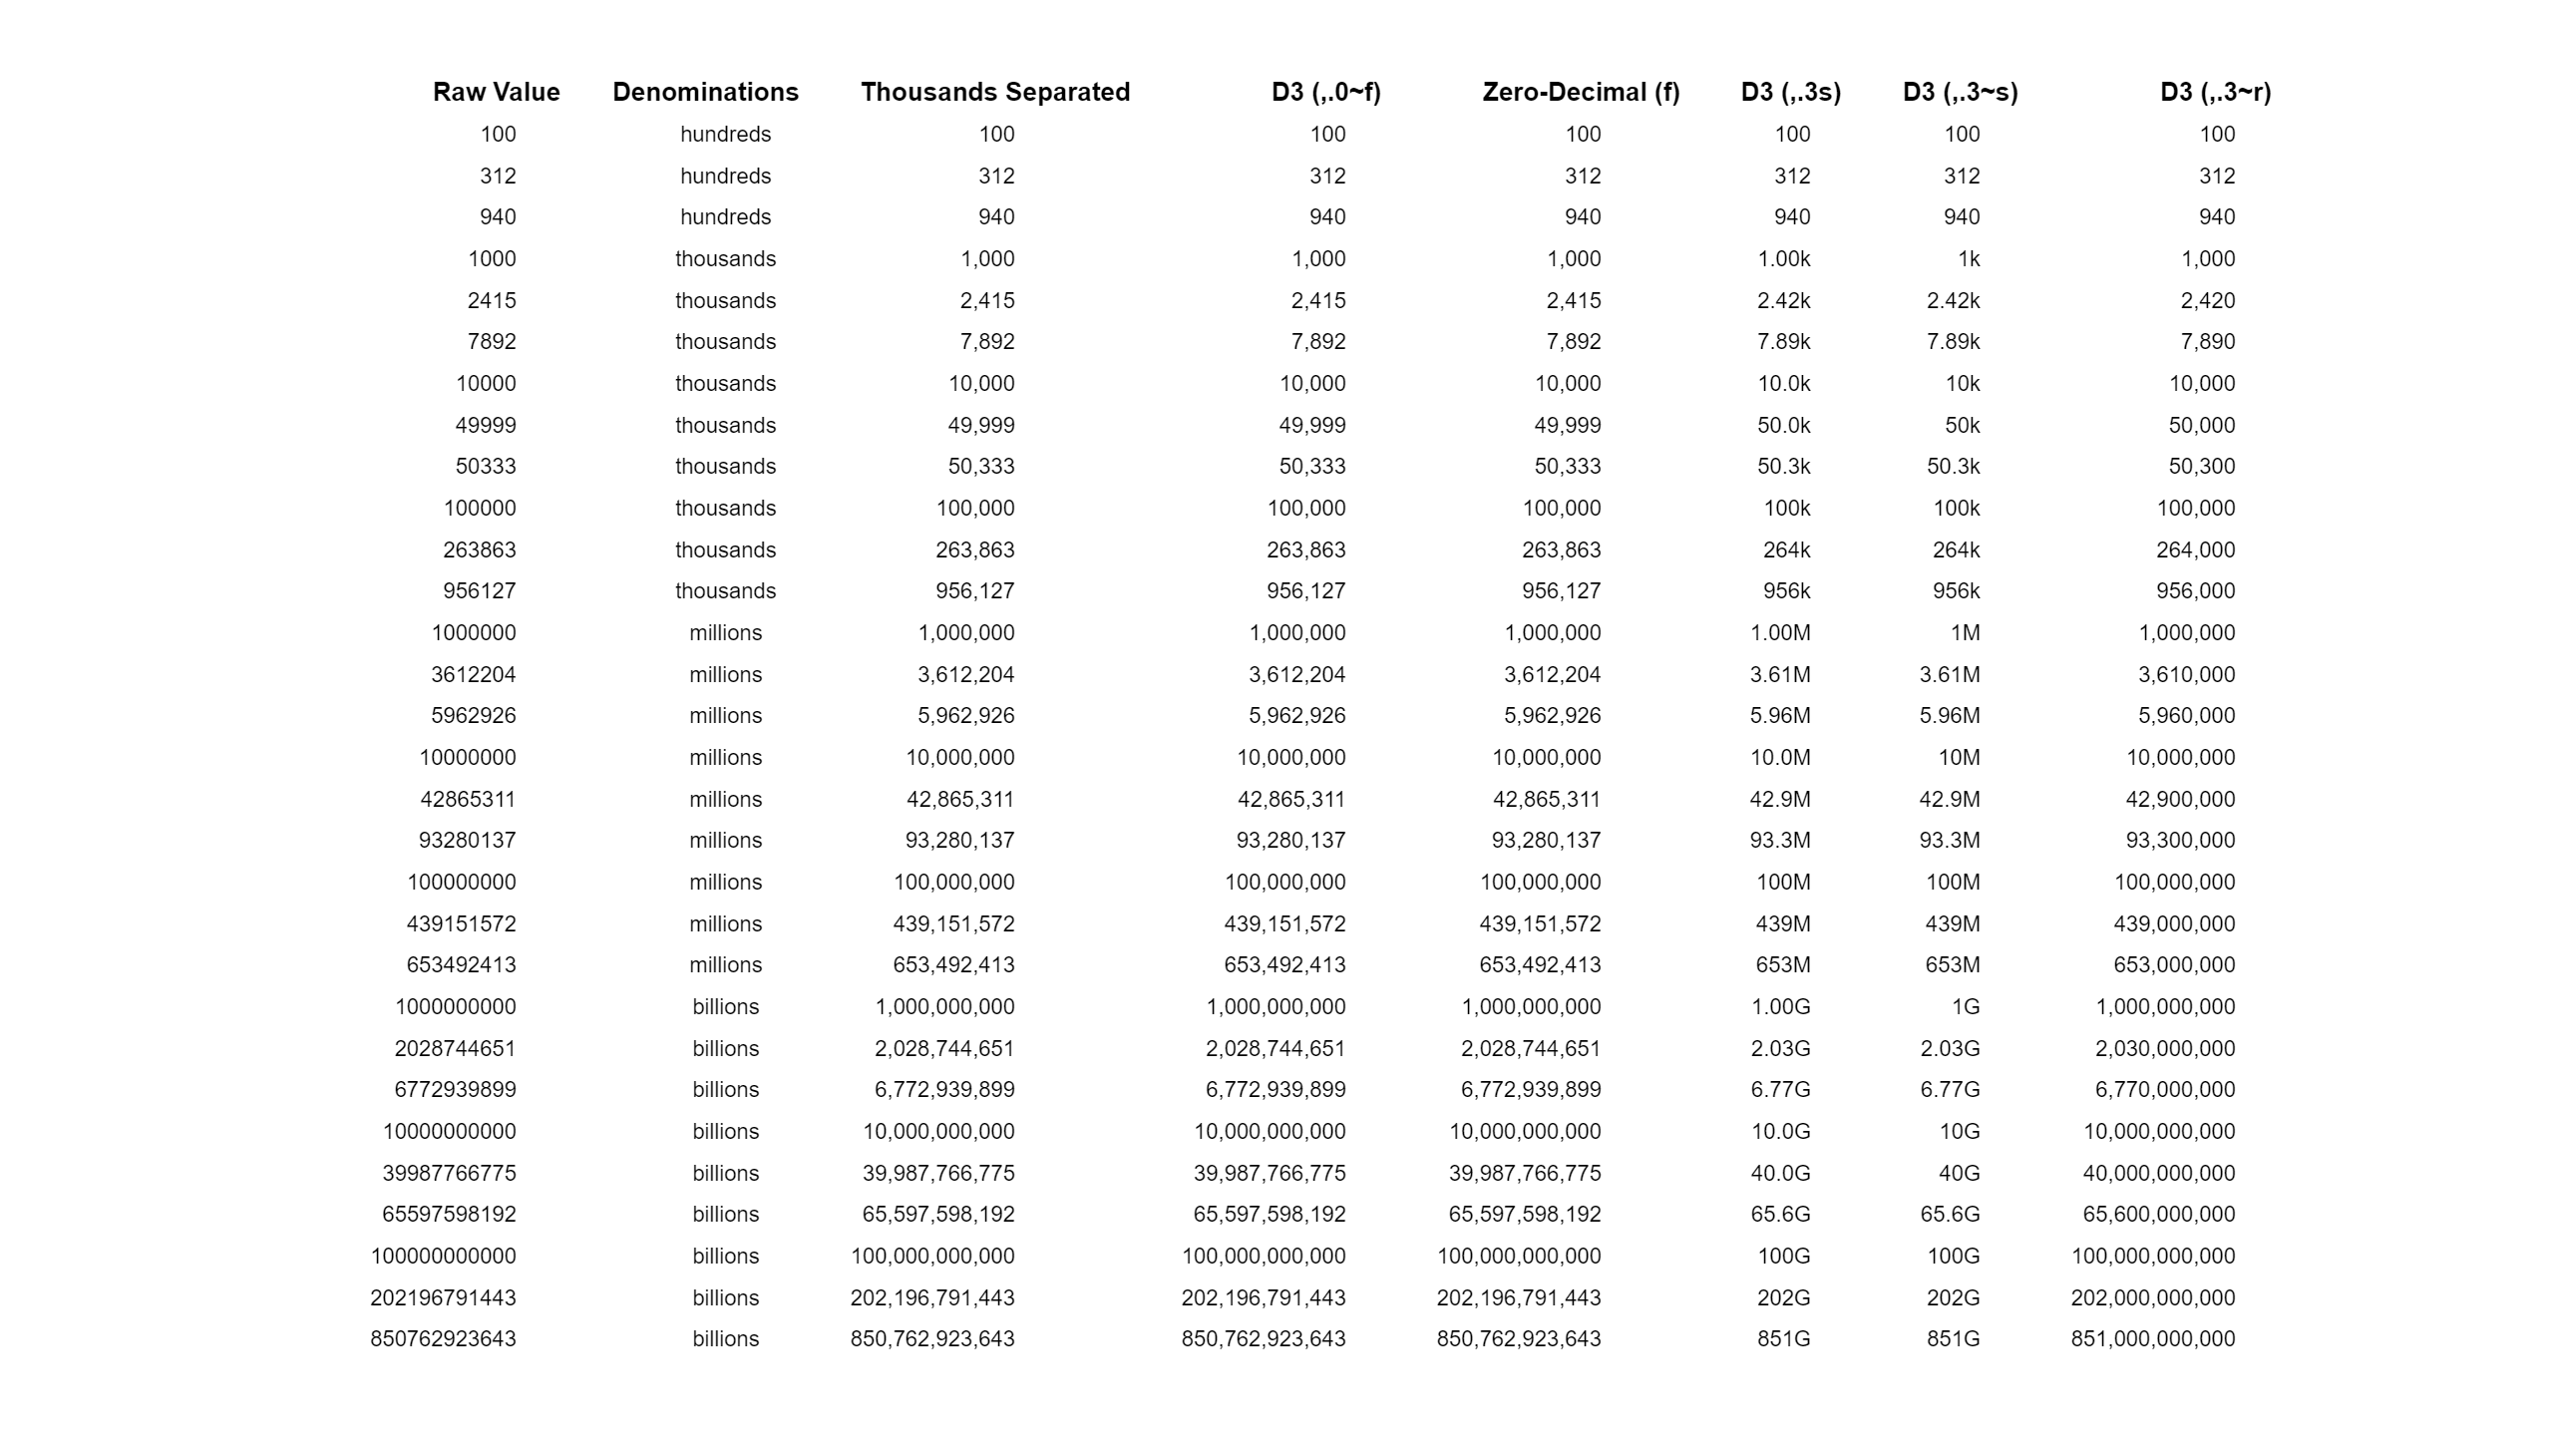 Raw Value Denominations Thousands Separated D3 (,.0~f) Zero-Decimal (f) D3 (,.3s) D3 (,.3~s) D3 (,.3~r)
100 hundreds 100 100 100 100 100 100
312 hundreds 312 312 312 312 312 312
940 hundreds 940 940 940 940 940 940
1000 thousands 1,000 1,000 1,000 1.00k 1k 1,000
2415 thousands 2,415 2,415 2,415 2.42k 2.42k 2,420
7892 thousands 7,892 7,892 7,892 7.89k 7.89k 7,890
10000 thousands 10,000 10,000 10,000 10.0k 10k 10,000
49999 thousands 49,999 49,999 49,999 50.0k 50k 50,000
50333 thousands 50,333 50,333 50,333 50.3k 50.3k 50,300
100000 thousands 100,000 100,000 100,000 100k 100k 100,000
263863 thousands 263,863 263,863 263,863 264k 264k 264,000
956127 thousands 956,127 956,127 956,127 956k 956k 956,000
1000000 millions 1,000,000 1,000,000 1,000,000 1.00M 1M 1,000,000
3612204 millions 3,612,204 3,612,204 3,612,204 3.61M 3.61M 3,610,000
5962926 millions 5,962,926 5,962,926 5,962,926 5.96M 5.96M 5,960,000
10000000 millions 10,000,000 10,000,000 10,000,000 10.0M 10M 10,000,000
42865311 millions 42,865,311 42,865,311 42,865,311 42.9M 42.9M 42,900,000
93280137 millions 93,280,137 93,280,137 93,280,137 93.3M 93.3M 93,300,000
100000000 millions 100,000,000 100,000,000 100,000,000 100M 100M 100,000,000
439151572 millions 439,151,572 439,151,572 439,151,572 439M 439M 439,000,000
653492413 millions 653,492,413 653,492,413 653,492,413 653M 653M 653,000,000
1000000000 billions 1,000,000,000 1,000,000,000 1,000,000,000 1.00G 1G 1,000,000,000
2028744651 billions 2,028,744,651 2,028,744,651 2,028,744,651 2.03G 2.03G 2,030,000,000
6772939899 billions 6,772,939,899 6,772,939,899 6,772,939,899 6.77G 6.77G 6,770,000,000
10000000000 billions 10,000,000,000 10,000,000,000 10,000,000,000 10.0G 10G 10,000,000,000
39987766775 billions 39,987,766,775 39,987,766,775 39,987,766,775 40.0G 40G 40,000,000,000
65597598192 billions 65,597,598,192 65,597,598,192 65,597,598,192 65.6G 65.6G 65,600,000,000
100000000000 billions 100,000,000,000 100,000,000,000 100,000,000,000 100G 100G 100,000,000,000
202196791443 billions 202,196,791,443 202,196,791,443 202,196,791,443 202G 202G 202,000,000,000
850762923643 billions 850,762,923,643 850,762,923,643 850,762,923,643 851G 851G 851,000,000,000